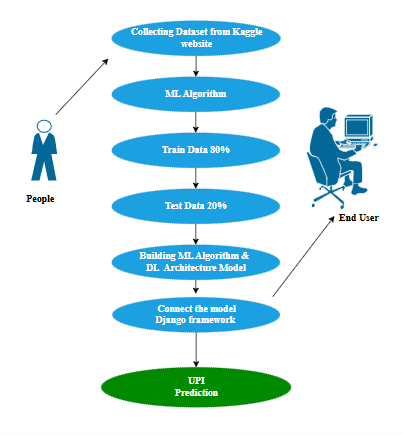 Collecting Dataset from Kaggle
website
ML Algorithm
Train Data 80%
Test Data 20%
Building ML Algorithm &
DL Architecture Model
Connect the model
Django framework
UPI
Prediction
People
End User